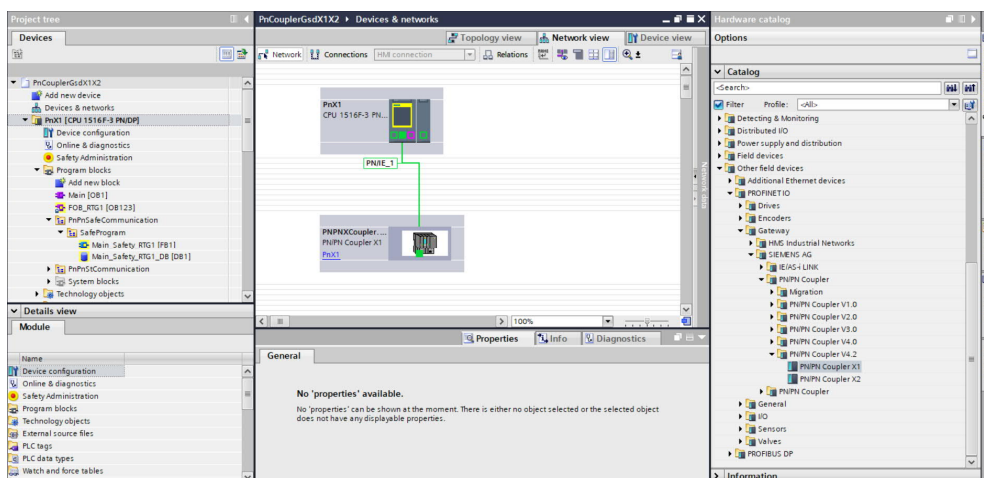 Project tree
Devices
PnCouplerGsdX1X2
Add new device
Devices & networks
PnX1 [CPU 1516F-3 PN/DP]
Device configuration
Online & diagnostics
Safety Administration
Program blocks
Add new block
Main [OB1]
FOB_RTG1 [OB123]
PnPnSafeCommunication
SafeProgram
Main_Safety_RTG1 [FB1]
Main_Safety_RTG1_DB [DB1]
PnPnStCommunication
System blocks
Technology objects
Details view
Module
Name
Device configuration
Online & diagnostics
Safety Administration
Program blocks
Technology objects
External source files
PLC tags
PLC data types
Watch and force tables
PnCouplerGsdX1X2 ▸ Devices & networks
Topology view
Network view
Device view
Network
Connections
HMI connection
Relations
PnX1
CPU 1516F-3 PN...
PN/IE_1
PNPNXCoupler....
PN/PN Coupler X1
PnX1
100%
Network data
Properties
Info
Diagnostics
General
No 'properties' available.
No 'properties' can be shown at the moment. There is either no object selected or the selected object
does not have any displayable properties.
Hardware catalog
Options
Catalog
<Search>
Filter Profile: <All>
Detecting & Monitoring
Distributed I/O
Power supply and distribution
Field devices
Other field devices
Additional Ethernet devices
PROFINET IO
Drives
Encoders
Gateway
HMS Industrial Networks
SIEMENS AG
IE/AS-i LINK
PN/PN Coupler
Migration
PN/PN Coupler V1.0
PN/PN Coupler V2.0
PN/PN Coupler V3.0
PN/PN Coupler V4.0
PN/PN Coupler V4.2
PN/PN Coupler X1
PN/PN Coupler X2
PN/PN Coupler
General
I/O
Sensors
Valves
PROFIBUS DP
Information